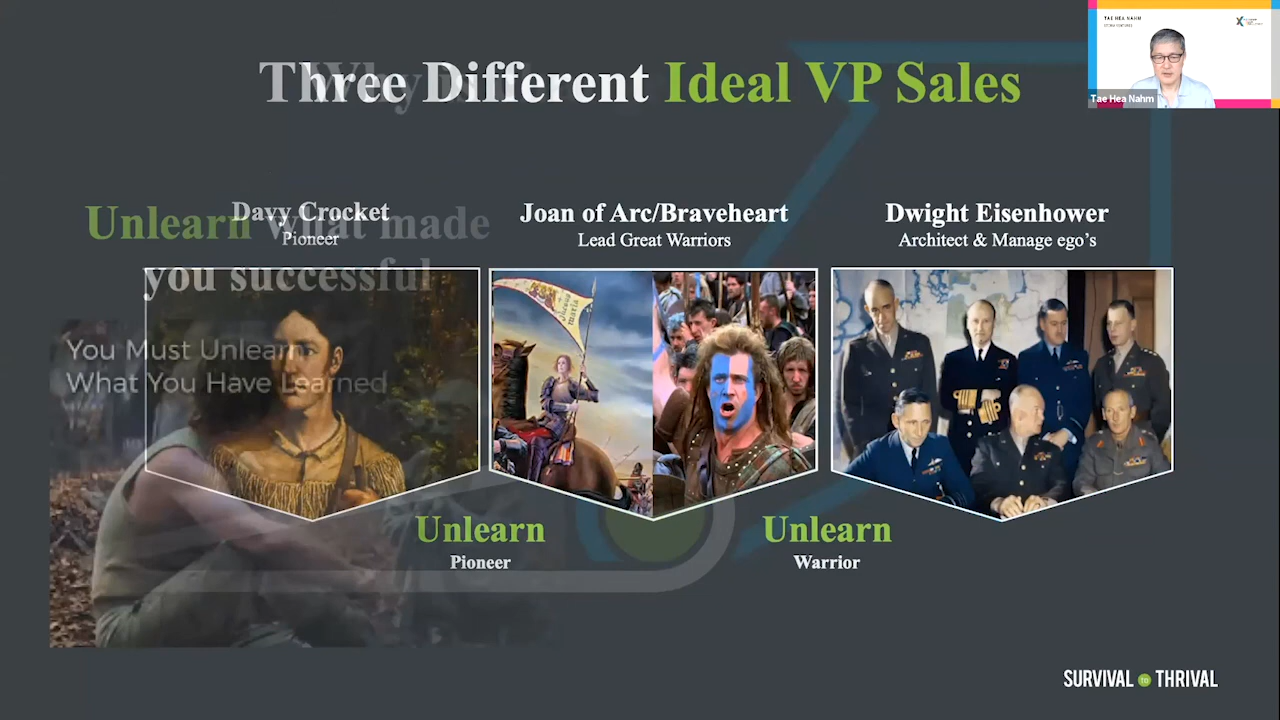 Three Different Ideal VP Sales
Why
TAE HEA NAHM
Tae Hea Nahm
Unlearn what made
you successful
You Must Unlearn
What You Have Learned
Davy Crocket
Pioneer
Joan of Arc/Braveheart
Lead Great Warriors
Dwight Eisenhower
Architect & Manage ego's
Unlearn
Pioneer
Unlearn
Warrior
SURVIVAL TO THRIVAL